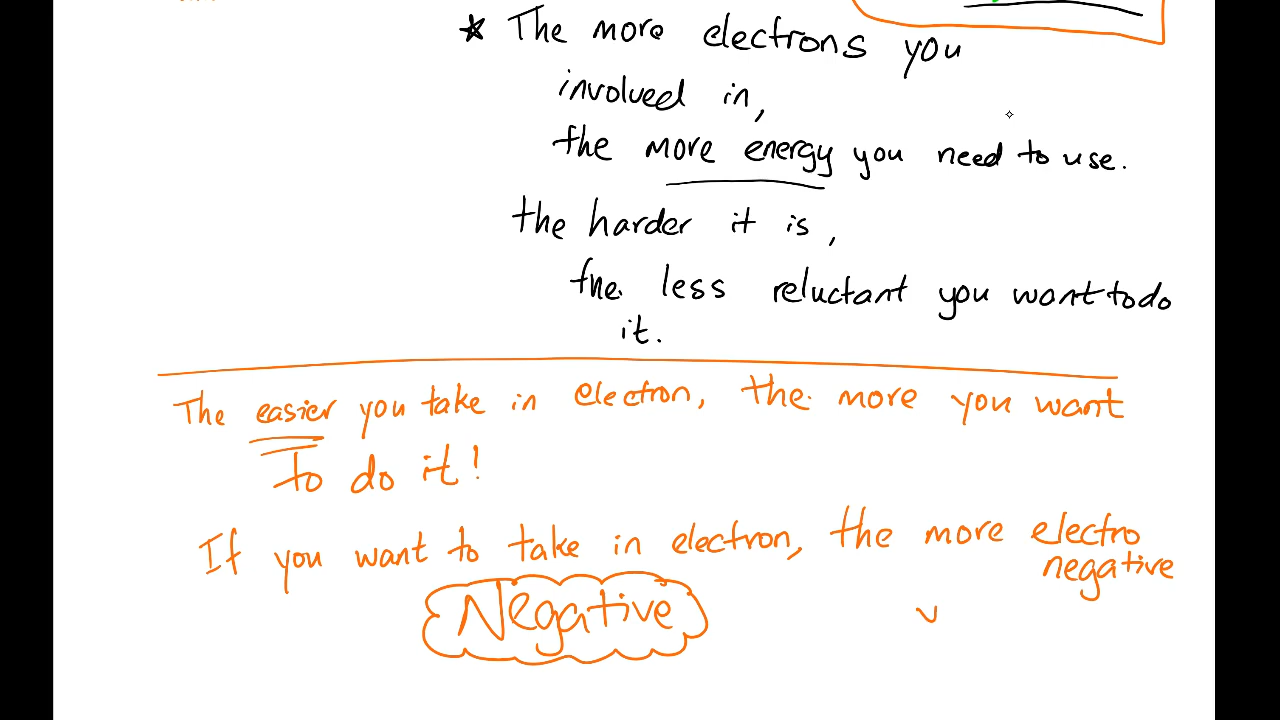 * The more electrons you
involved in,
the more energy you need to use.
the harder it is,
the less reluctant you want to do
it.
The easier you take in electron, the more you want
to do it!
If you want to take in electron, the more electro
negative
Negative